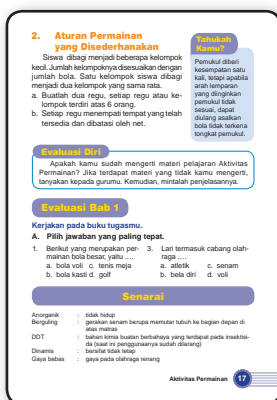 2. Aturan Permainan
yang Disederhanakan
Siswa dibagi menjadi beberapa kelompok
kecil. Jumlah kelompoknya disesuaikan dengan
jumlah bola. Satu kelompok siswa dibagi
menjadi dua kelompok yang sama rata.
a. Buatlah dua regu, setiap regu atau ke-
lompok terdiri atas 6 orang.
b. Setiap regu menempati tempat yang telah
tersedia dan dibatasi oleh net.
Tahukah
Kamu?
Pemukul diberi
kesempatan satu
kali, tetapi apabila
arah lemparan
yang diinginkan
pemukul tidak
sesuai, dapat
diulang asalkan
bola tidak terkena
tongkat pemukul.
Evaluasi Diri
Apakah kamu sudah mengerti materi pelajaran Aktivitas
Permainan? Jika terdapat materi yang tidak kamu mengerti,
tanyakan kepada gurumu. Kemudian, mintalah penjelasannya.
Evaluasi Bab 1
Kerjakan pada buku tugasmu.
A. Pilih jawaban yang paling tepat.
1. Berikut yang merupakan per-
mainan bola besar, yaitu ....
a. bola voli c. tenis meja
b. bola kasti d. golf
3. Lari termasuk cabang olah-
raga ....
a. atletik c. senam
b. bela diri d. voli
Senarai
Anorganik : tidak hidup
Berguling : gerakan senam berupa memutar tubuh ke bagian depan di
atas matras
DDT : bahan kimia buatan berbahaya yang terdapat pada insektisi-
da (saat ini penggunaannya sudah dilarang)
Dinamis : bersifat tidak tetap
Gaya bebas : gaya pada olahraga renang
Aktivitas Permainan 17